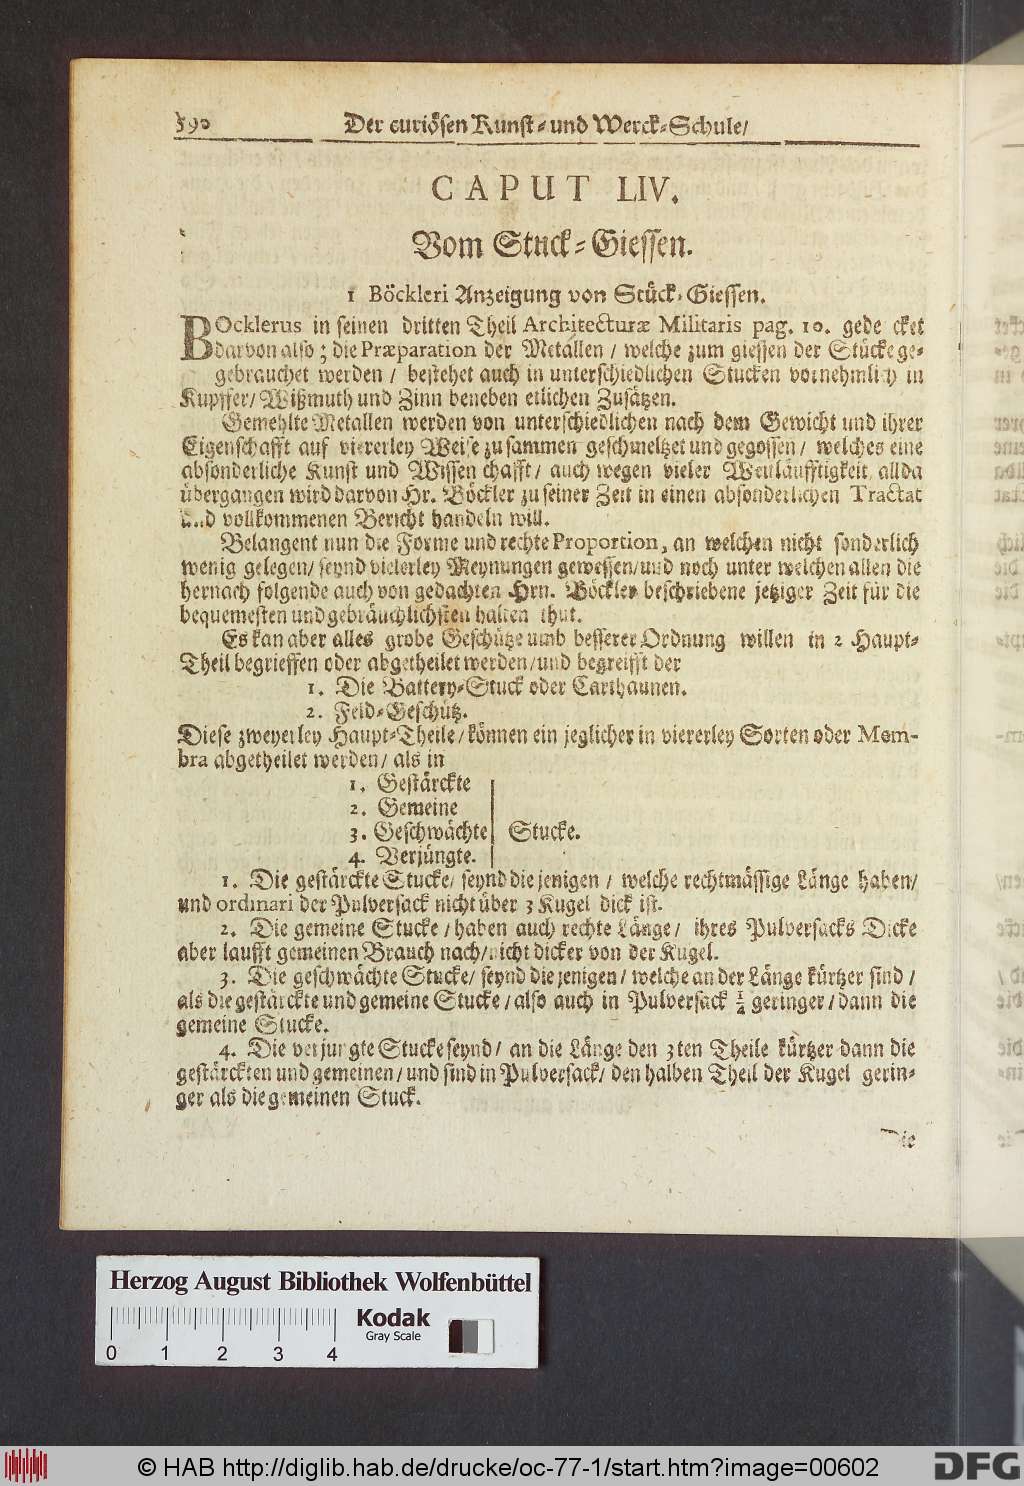 590 Der curiösen Kunst- und Werck-Schule/
CAPUT LIV.
Vom Stuck-Giessen.
1 Böckleri Anzeigung von Stück-Giessen.
BOcklerus in seinen dritten Theil Architecturæ Militaris pag. 10. gede cket
darvon also; die Præparation der Metallen / welche zum giessen der Stücke ge-
gebrauchet werden / bestehet auch in unterschiedlichen Stucken vornehmlich in
Kupffer/ Wißmuth und Zinn beneben etlichen Zusätzen.
Gemehlte Metallen werden von unterschiedlichen nach dem Gewicht und ihrer
Eigenschafft auf viererley Weise zusammen geschmeltzet und gegossen / welches eine
absonderliche Kunst und Wissenschafft / auch wegen vieler Weitläufftigkeit allda
übergangen wird darvon Hr. Böckler zu seiner Zeit in einen absonderlichen Tractat
und vollkommenen Bericht handeln will.
Belangent nun die Forme und rechte Proportion, an welchen nicht sonderlich
wenig gelegen/ seynd vielerley Meynungen gewessen/ und noch unter welchen allen die
hernach folgende auch von gedachten Hrn. Böckler beschriebene jetziger Zeit für die
bequemesten und gebräuchlichsten halten thut.
Es kan aber alles grobe Geschütze umb besserer Ordnung willen in 2 Haupt-
Theil begrieffen oder abgetheilet werden/ und begreifft der
1. Die Battery-Stuck oder Carthaunen.
2. Feld-Geschütz.
Diese zweyerley Haupt-Theile/ können ein jeglicher in viererley Sorten oder Mem-
bra abgetheilet werden/ als in
1. Gestärckte
2. Gemeine
3. Geschwächte Stucke.
4. Verjüngte.
1. Die gestärckte Stucke/ seynd die jenigen / welche rechtmässige Länge haben/
und ordinari der Pulversack nicht über 3 Kugel dick ist.
2. Die gemeine Stucke / haben auch rechte Länge/ ihres Pulversacks Dicke
aber laufft gemeinen Brauch nach/ nicht dicker von der Kugel.
3. Die geschwächte Stucke/ seynd die jenigen / welche an der Länge kürtzer sind /
als die gestärckte und gemeine Stucke / also auch in Pulversack ½ geringer / dann die
gemeine Stucke.
4. Die verjungte Stucke seynd/ an die Länge den 3ten Theile kürtzer dann die
gestärckten und gemeinen / und sind in Pulversack/ den halben Theil der Kugel gerin-
ger als die gemeinen Stuck.
Die
Herzog August Bibliothek Wolfenbüttel
Kodak
Gray Scale
0 1 2 3 4
© HAB http://diglib.hab.de/drucke/oc-77-1/start.htm?image=00602
DFG